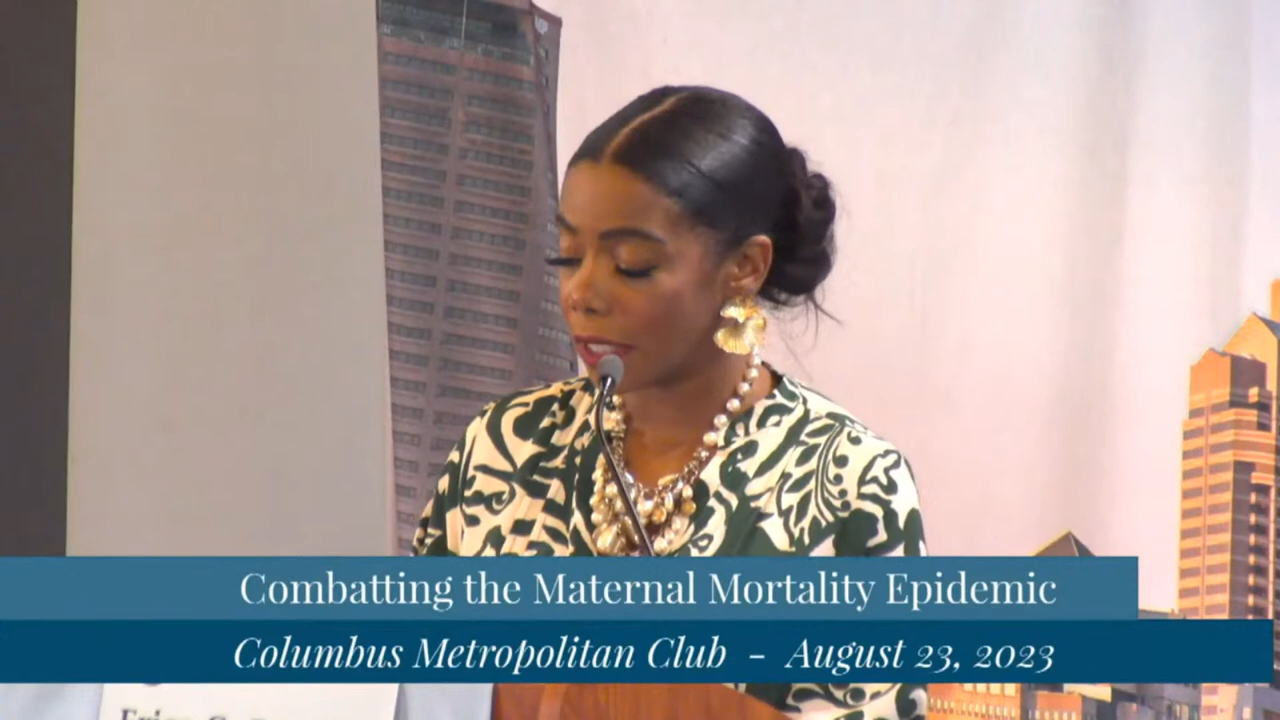 Combatting the Maternal Mortality Epidemic
Columbus Metropolitan Club - August 23, 2023